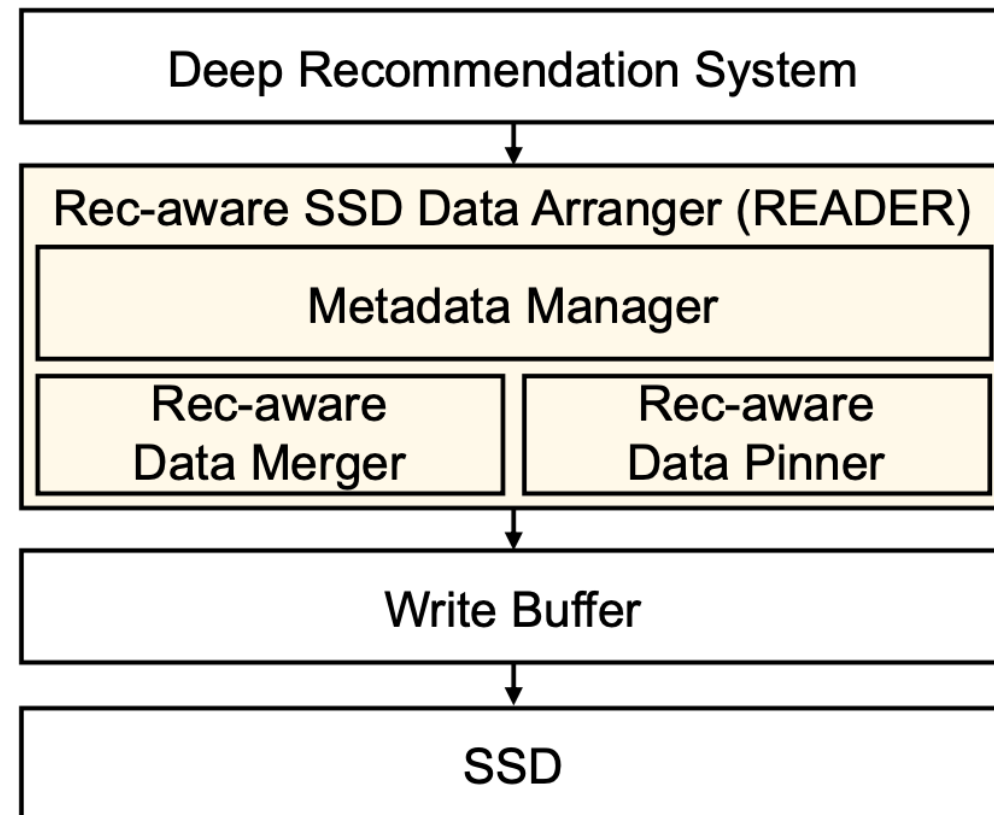 Deep Recommendation System
Rec-aware SSD Data Arranger (READER)
Metadata Manager
Rec-aware
Data Merger
Rec-aware
Data Pinner
Write Buffer
SSD